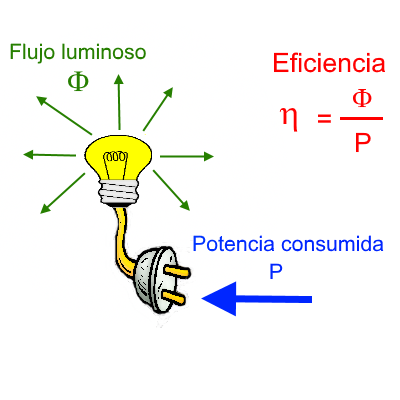 Flujo luminoso
Φ
Eficiencia
η = Φ
P
Potencia consumida
P